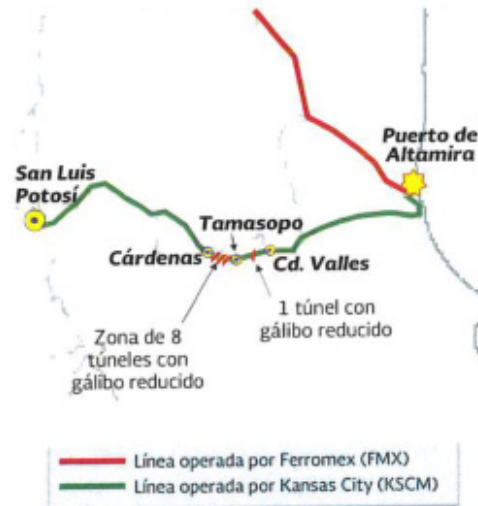 Puerto de
Altamira
San Luis
Potosí
Tamasopo
Cárdenas
Cd. Valles
1 túnel con
gálibo reducido
Zona de 8
túneles con
gálibo reducido
Línea operada por Ferromex (FMX)
Línea operada por Kansas City (KSCM)